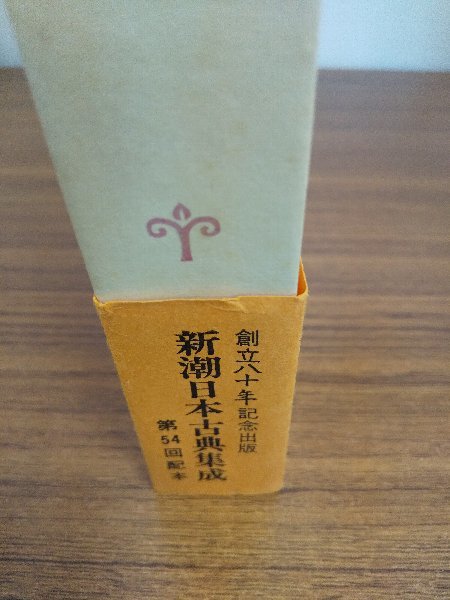 創立八十年記念出版
新潮日本古典集成
第54回配本